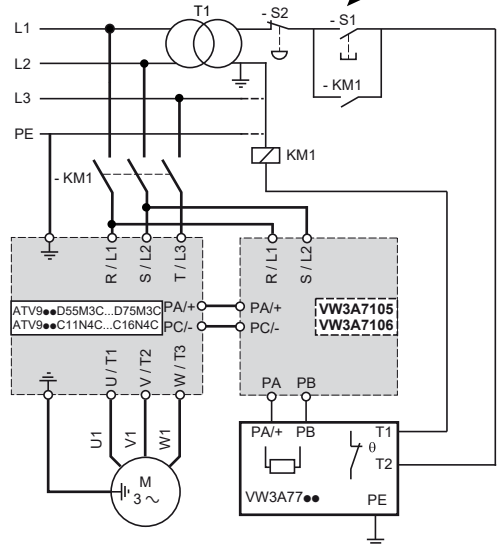 T1
- S2
- S1
L1
L2
- KM1
L3
PE
KM1
- KM1
R / L1
S / L2
T / L3
R / L1
S / L2
ATV9●●D55M3C...D75M3C
ATV9●●C11N4C...C16N4C
PA/+
PC/-
PA/+
PC/-
VW3A7105
VW3A7106
U / T1
V / T2
W / T3
PA
PB
U1
V1
W1
PA/+
PB
T1
θ
T2
M
3 ∼
VW3A77●●
PE